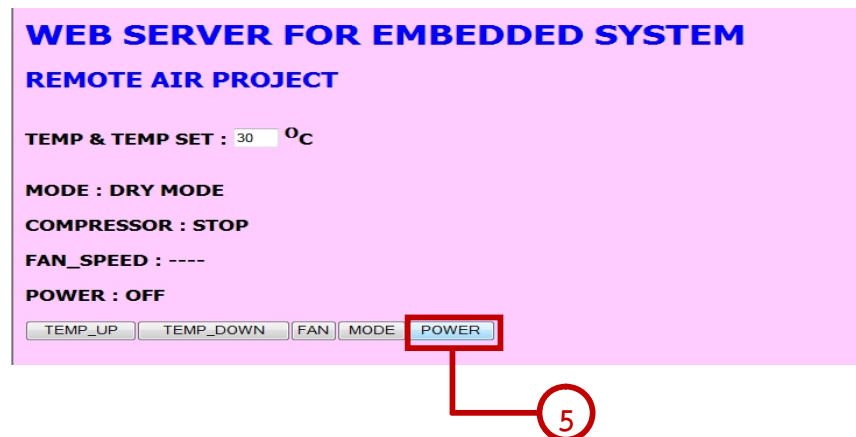 WEB SERVER FOR EMBEDDED SYSTEM
REMOTE AIR PROJECT
TEMP & TEMP SET : 30 ºC
MODE : DRY MODE
COMPRESSOR : STOP
FAN_SPEED : ----
POWER : OFF
TEMP_UP TEMP_DOWN FAN MODE POWER
5